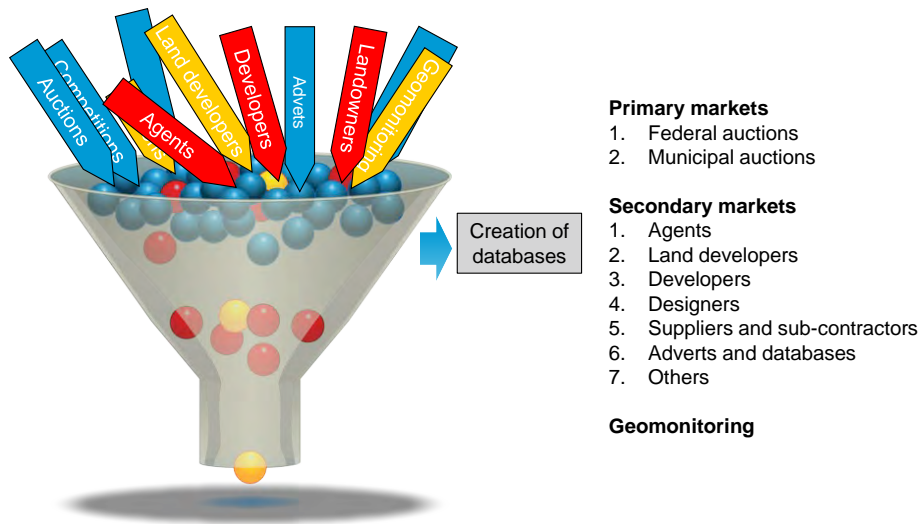 Auctions
Competitions
Agents
Land developers
Developers
Advets
Landowners
Geomonitoring
Creation of
databases
Primary markets
1. Federal auctions
2. Municipal auctions
Secondary markets
1. Agents
2. Land developers
3. Developers
4. Designers
5. Suppliers and sub-contractors
6. Adverts and databases
7. Others
Geomonitoring